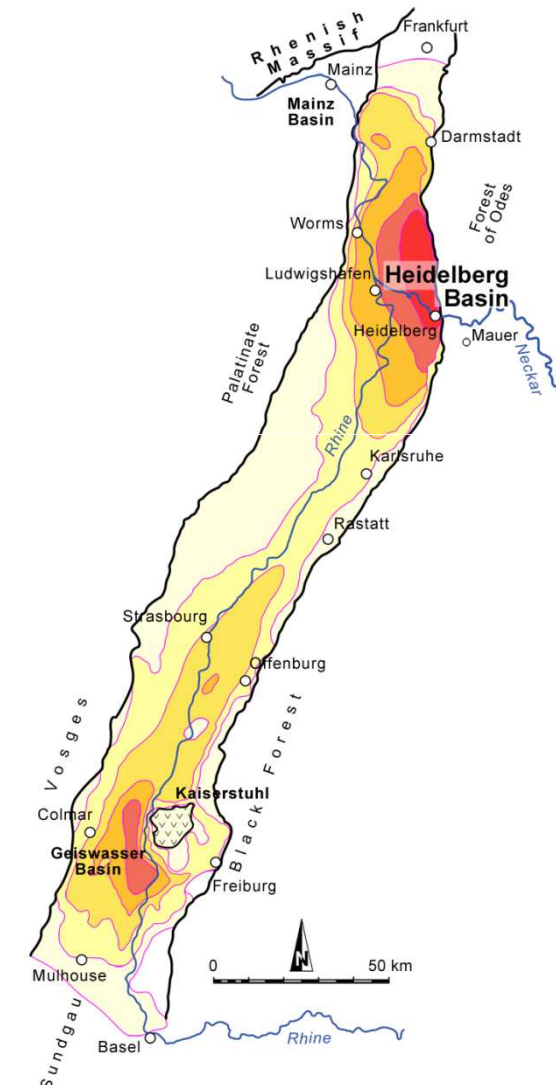 Frankfurt
Rhenish
Massif
Mainz
Mainz
Basin
Darmstadt
Forest
of Odes
Worms
Ludwigshafen
Heidelberg
Basin
Heidelberg
Mauer
Neckar
Palatinate
Forest
Rhine
Karlsruhe
Rastatt
Strasbourg
Offenburg
Vosges
Black Forest
Kaiserstuhl
Colmar
Geiswasser
Basin
Freiburg
N
0 50 km
Mulhouse
Sundgau
Basel
Rhine